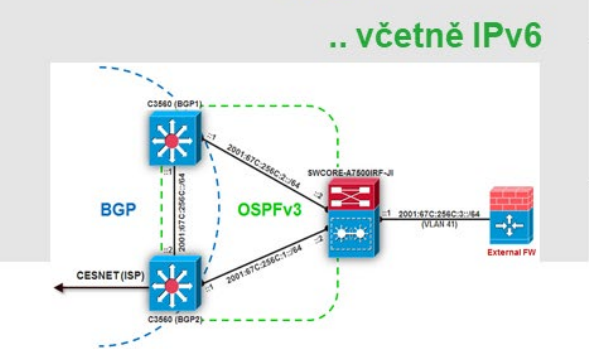 .. včetně IPv6
C3560 (BGP1)
::1
2001:67C:256C:2::/64
SWCORE-A7500IRF-JI
::1
::2
BGP
OSPFv3
2001:67C:256C::/64
::1
2001:67C:256C:3::/64
(VLAN 41)
::2
::2
2001:67C:256C:1::/64
External FW
CESNET(ISP)
::1
C3560 (BGP2)